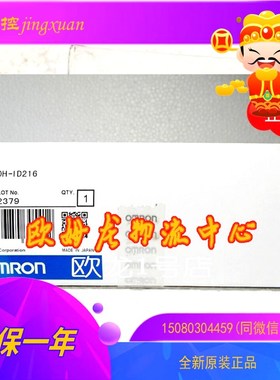 控jingxuan
H-ID216
LOT No.
2379
QTY.
1
Corporation
MADE IN JAPAN
omron
欧姆龙物流中心
MRON
欧
15080304459(同微信
保一年
全新原装正品